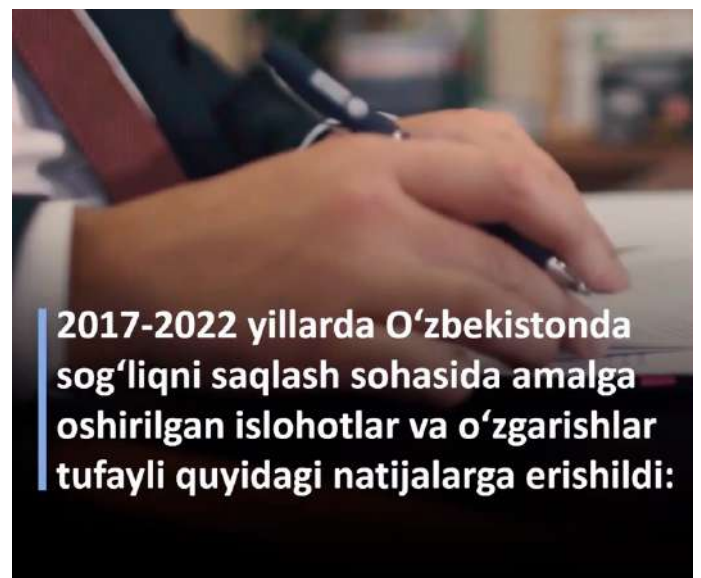 2017-2022 yillarda O‘zbekistonda
sog‘liqni saqlash sohasida amalga
oshirilgan islohotlar va o‘zgarishlar
tufayli quyidagi natijalarga erishildi: